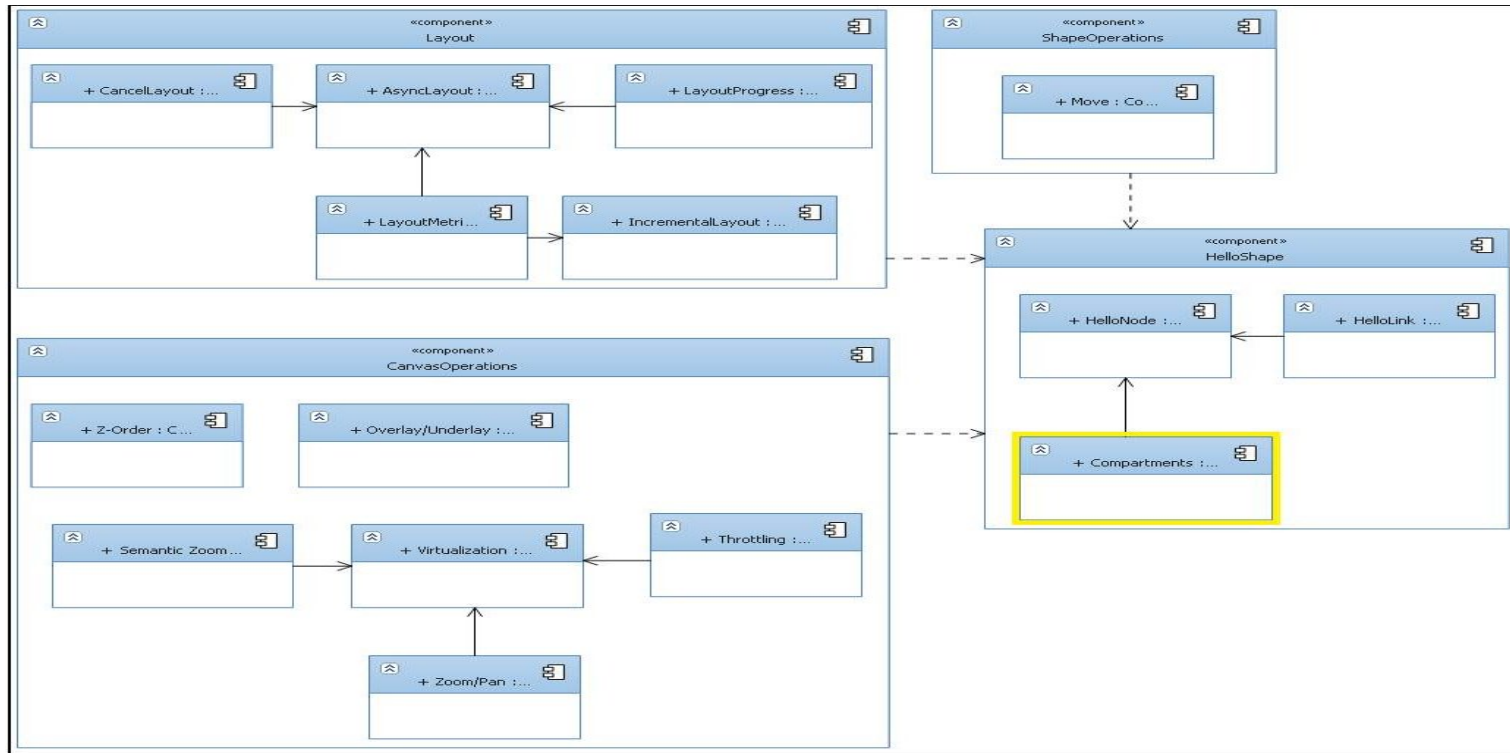 «component»
Layout
+ CancelLayout :...
+ AsyncLayout :...
+ LayoutProgress :...
+ LayoutMetri...
+ IncrementalLayout :...
«component»
ShapeOperations
+ Move : Co...
«component»
HelloShape
+ HelloNode :...
+ HelloLink :...
+ Compartments :...
«component»
CanvasOperations
+ Z-Order : C...
+ Overlay/Underlay :...
+ Semantic Zoom...
+ Virtualization :...
+ Throttling :...
+ Zoom/Pan :...